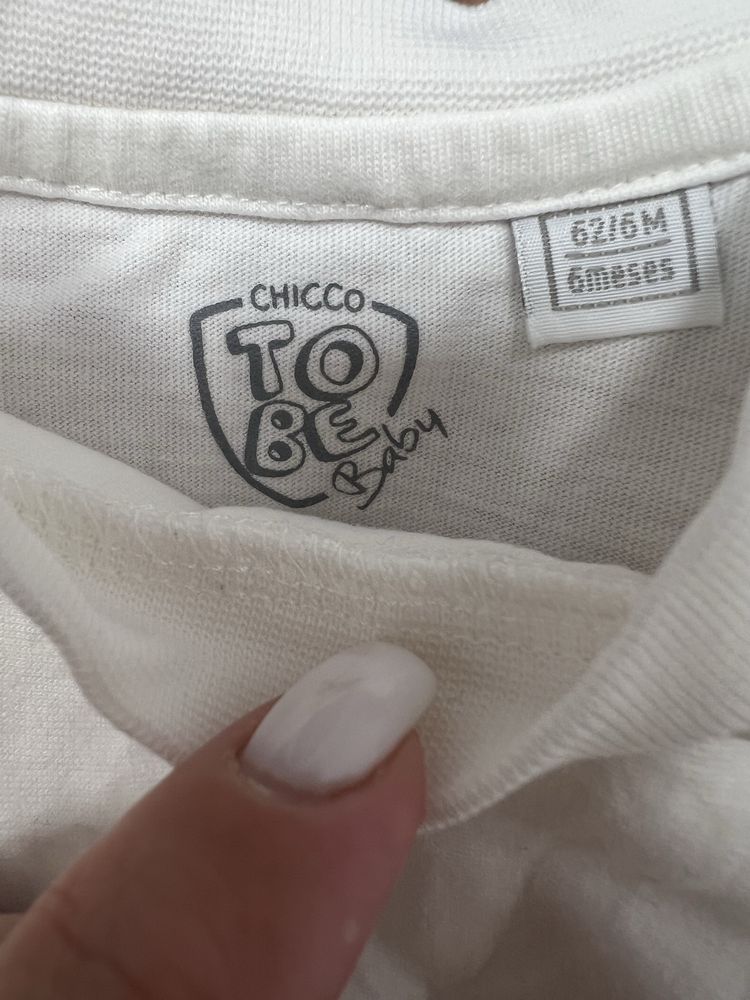 CHICCO
TO
BE
Baby
62/6M
6meses